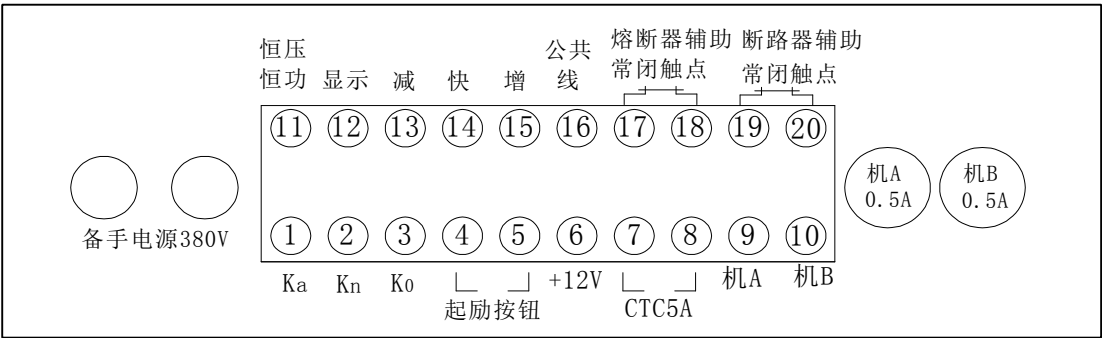 恒压
恒功
显示
减
快
增
公共
线
熔断器辅助
常闭触点
断路器辅助
常闭触点
11 12 13 14 15 16 17 18 19 20
机A
0.5A
机B
0.5A
备手电源380V
1 2 3 4 5 6 7 8 9 10
Ka Kn K0
起励按钮
+12V
CTC5A
机A
机B